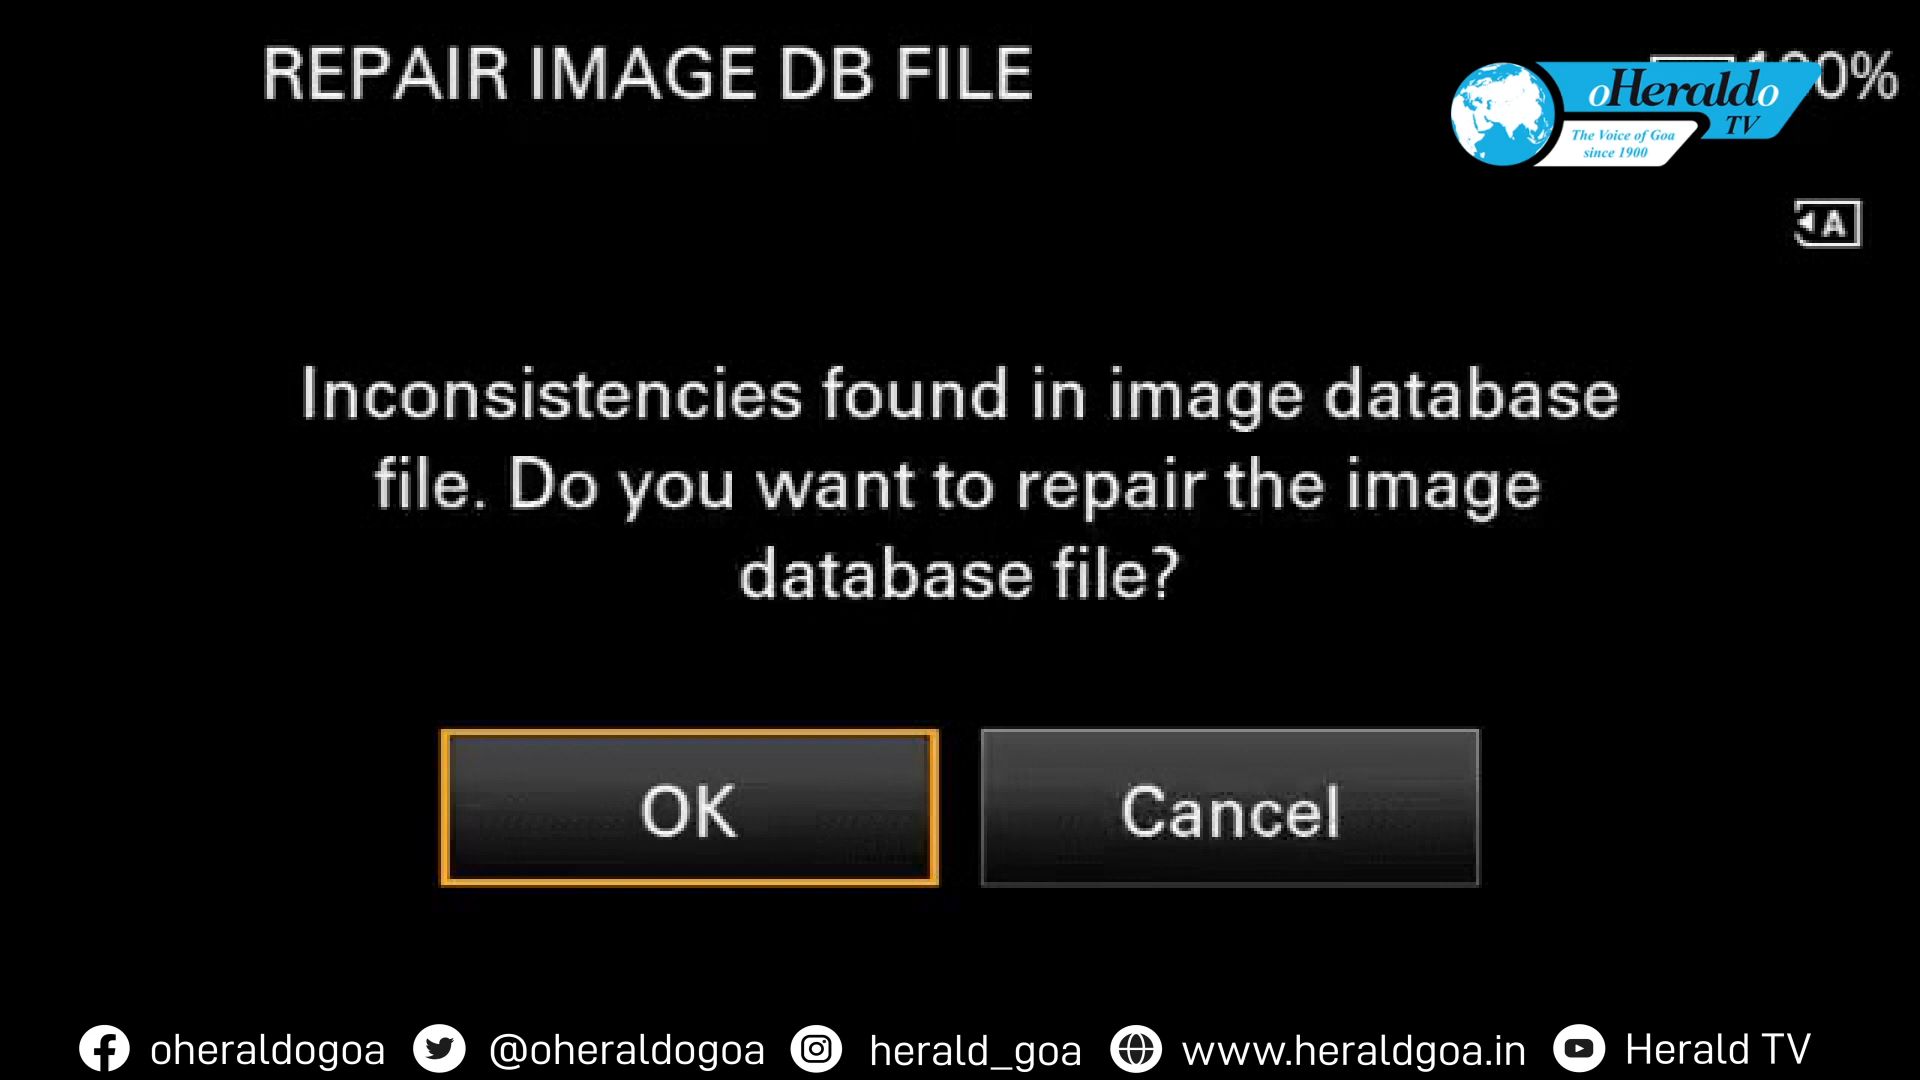 REPAIR IMAGE DB FILE
oHeraldo
TV
The Voice of Goa
since 1900
A
Inconsistencies found in image database
file. Do you want to repair the image
database file?
OK
Cancel
oheraldogoa @oheraldogoa herald_goa www.heraldgoa.in Herald TV